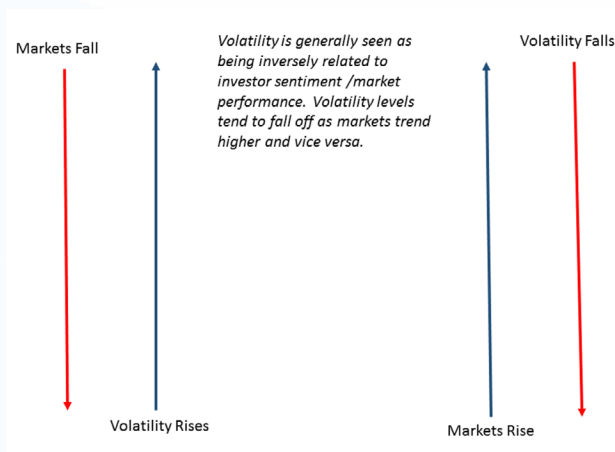 Markets Fall
Volatility is generally seen as
being inversely related to
investor sentiment /market
performance.  Volatility levels
tend to fall off as markets trend
higher and vice versa.
Volatility Falls
Volatility Rises
Markets Rise